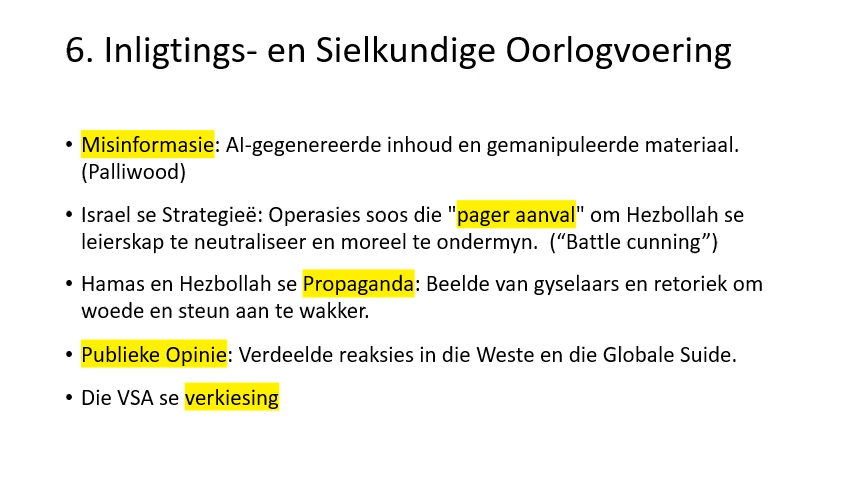 6. Inligtings- en Sielkundige Oorlogvoering
• Misinformasie: AI-gegenereerde inhoud en gemanipuleerde materiaal.
(Palliwood)
• Israel se Strategieë: Operasies soos die "pager aanval" om Hezbollah se
leierskap te neutraliseer en moreel te ondermyn.  (“Battle cunning”)
• Hamas en Hezbollah se Propaganda: Beelde van gyselaars en retoriek om
woede en steun aan te wakker.
• Publieke Opinie: Verdeelde reaksies in die Weste en die Globale Suide.
• Die VSA se verkiesing